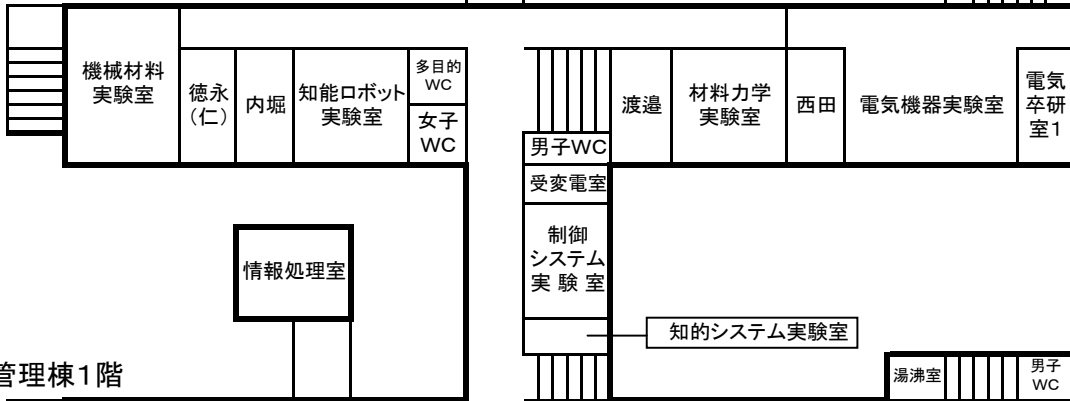 機械材料
実験室
徳永
(仁)
内堀
知能ロボット
実験室
多目的
WC
女子
WC
渡邉
材料力学
実験室
西田
電気機器実験室
電気
卒研
室1
男子WC
受変電室
制御
システム
実 験 室
情報処理室
知的システム実験室
管理棟1階
湯沸室
男子
WC